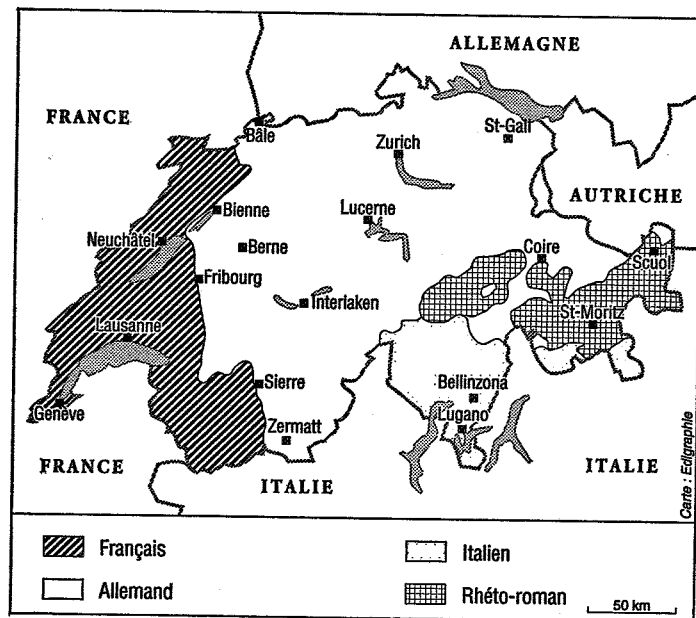 ALLEMAGNE
FRANCE
Bâle
St-Gall
Zurich
AUTRICHE
Bienne
Lucerne
Neuchâtel
Berne
Coire
Scuol
Fribourg
Interlaken
St-Moritz
Lausanne
Sierre
Bellinzona
Genève
Lugano
Zermatt
FRANCE
ITALIE
ITALIE
Carte : Edigraphie
Français
Italien
Allemand
Rhéto-roman
50 km